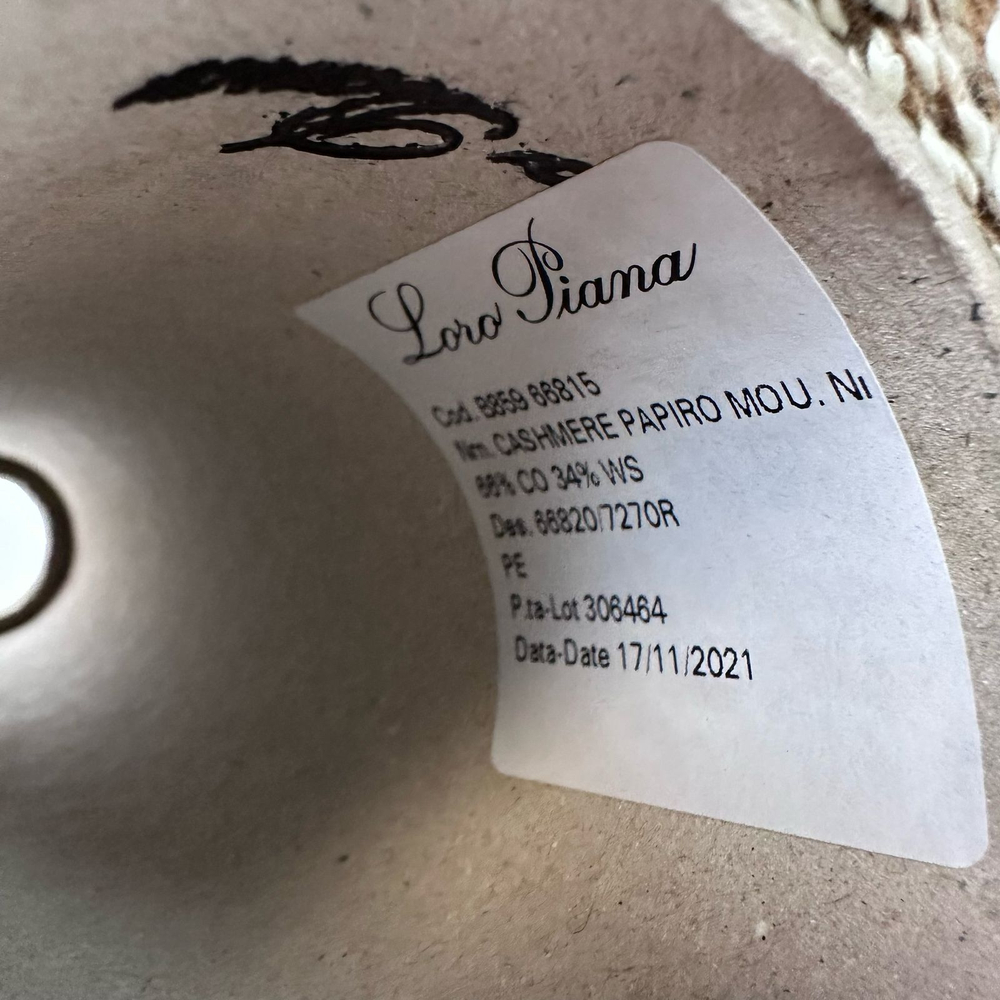 Loro Piana
Cod. B859 66815
Nm. CASHMERE PAPIRO MOU. NI
66% CO 34% WS
Des. 66820/7270R
PE
P.ta-Lot 306464
Data-Date 17/11/2021